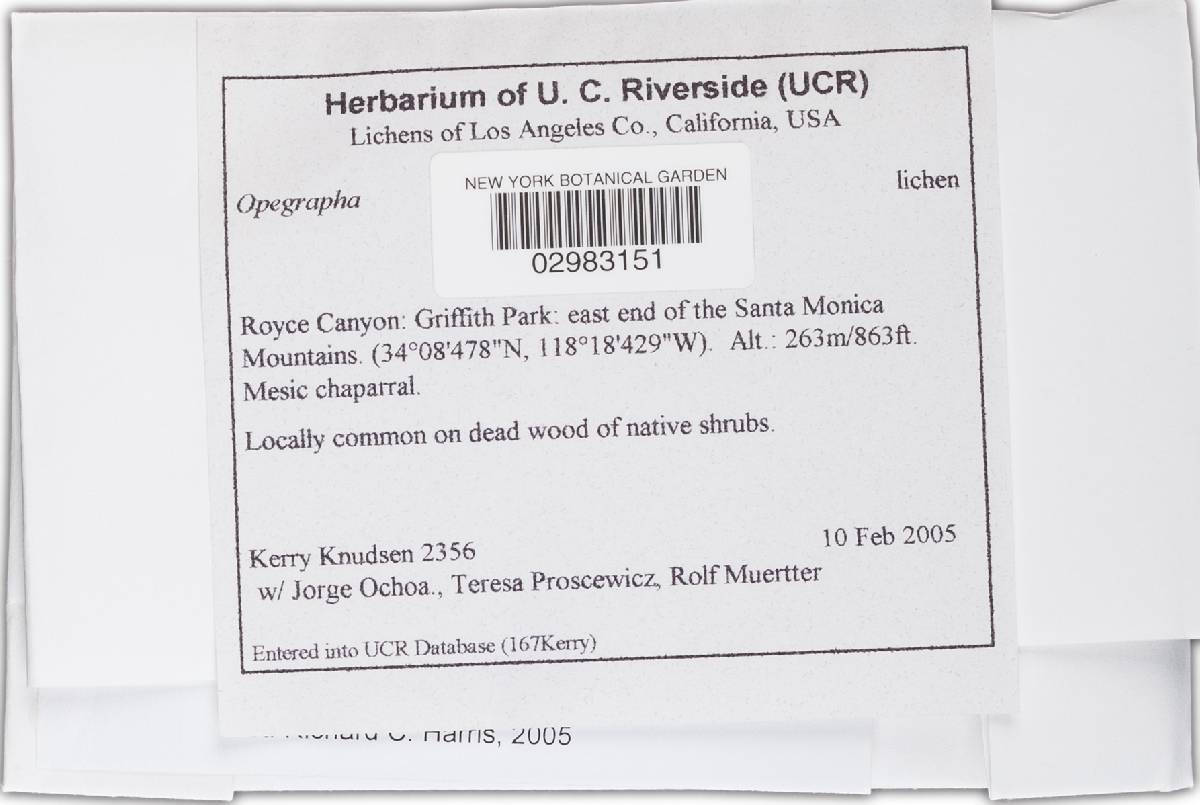 Herbarium of U. C. Riverside (UCR)
Lichens of Los Angeles Co., California, USA
NEW YORK BOTANICAL GARDEN
02983151
Opegrapha
lichen
Royce Canyon: Griffith Park: east end of the Santa Monica
Mountains. (34°08'478"N, 118°18'429"W). Alt.: 263m/863ft.
Mesic chaparral.
Locally common on dead wood of native shrubs.
Kerry Knudsen 2356
10 Feb 2005
w/ Jorge Ochoa., Teresa Proscewicz, Rolf Muertter
Entered into UCR Database (167Kerry)
Richard C. Harris, 2005